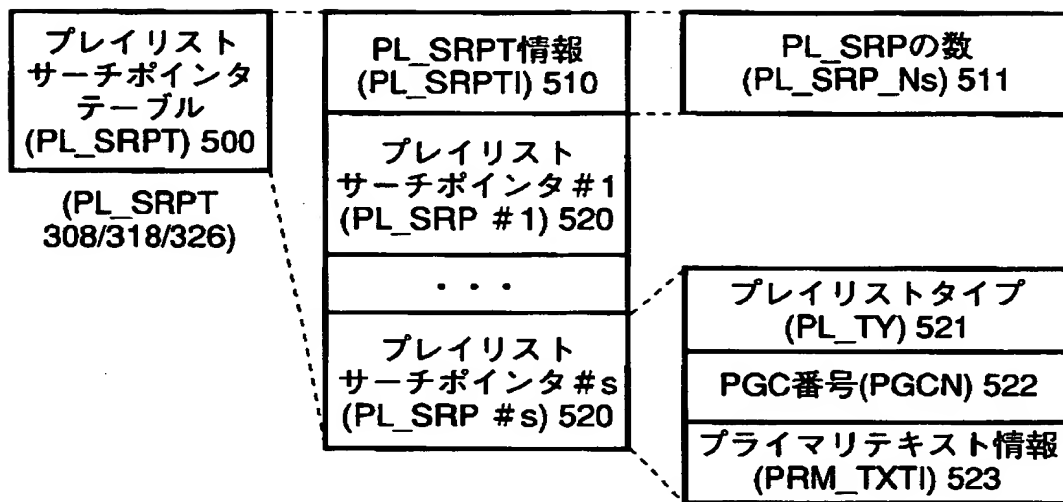 プレイリスト
サーチポインタ
テーブル
(PL_SRPT) 500
(PL_SRPT
308/318/326)
PL_SRPT情報
(PL_SRPTI) 510
プレイリスト
サーチポインタ#1
(PL_SRP #1) 520
・・・
プレイリスト
サーチポインタ#s
(PL_SRP #s) 520
PL_SRPの数
(PL_SRP_Ns) 511
プレイリストタイプ
(PL_TY) 521
PGC番号(PGCN) 522
プライマリテキスト情報
(PRM_TXTI) 523